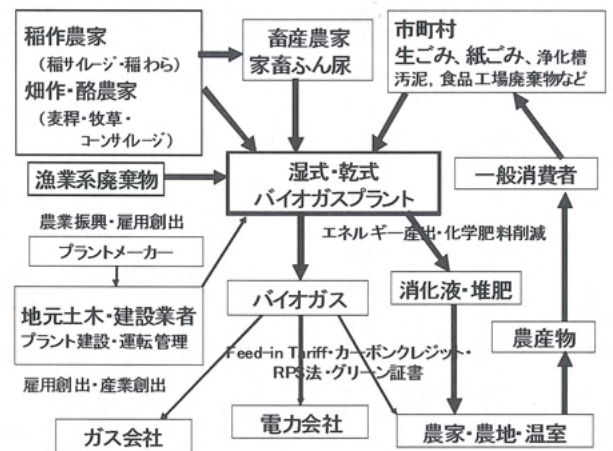 稲作農家
（稲サイレージ・稲わら）
畑作・酪農家
（麦稈・牧草・
コーンサイレージ）
畜産農家
家畜ふん尿
市町村
生ごみ、紙ごみ、浄化槽
汚泥，食品工場廃棄物など
漁業系廃棄物
湿式・乾式
バイオガスプラント
一般消費者
農業振興・雇用創出
エネルギー産出・化学肥料削減
プラントメーカー
地元土木・建設業者
プラント建設・運転管理
バイオガス
消化液・堆肥
農産物
Feed-in Tariff・カーボンクレジット・
RPS法・グリーン証書
雇用創出・産業創出
ガス会社
電力会社
農家・農地・温室